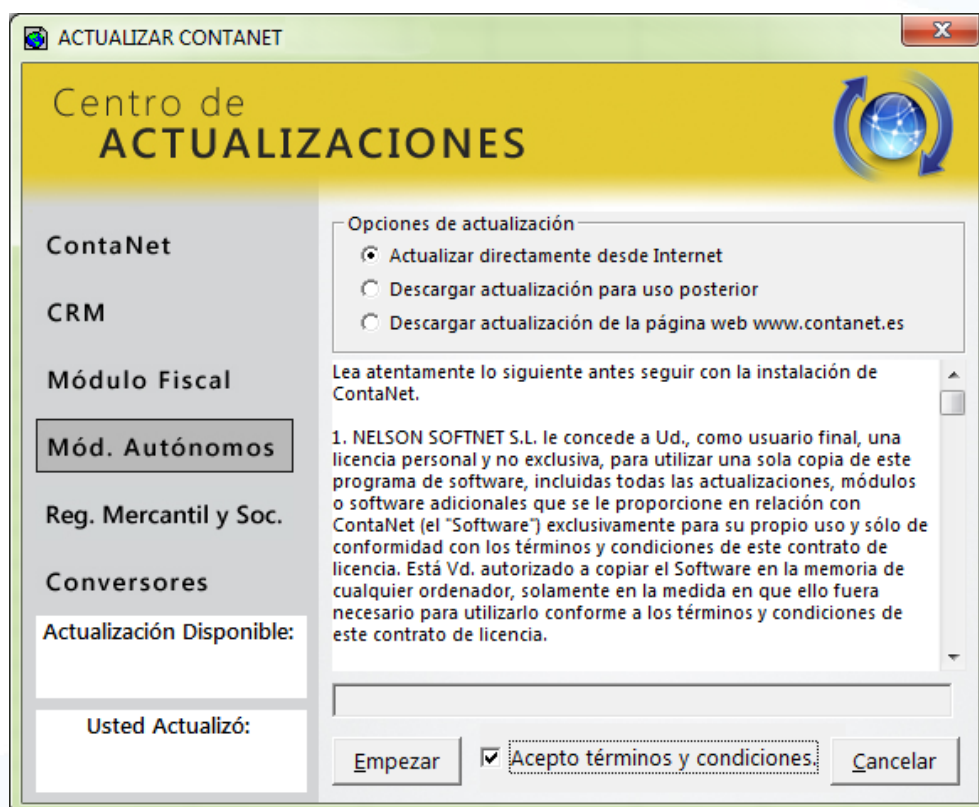 ACTUALIZAR CONTANET
Centro de
ACTUALIZACIONES
ContaNet
CRM
Módulo Fiscal
Mód. Autónomos
Reg. Mercantil y Soc.
Conversores
Actualización Disponible:
Usted Actualizó:
Opciones de actualización
Actualizar directamente desde Internet
Descargar actualización para uso posterior
Descargar actualización de la página web www.contanet.es
Lea atentamente lo siguiente antes seguir con la instalación de
ContaNet.
1. NELSON SOFTNET S.L. le concede a Ud., como usuario final, una
licencia personal y no exclusiva, para utilizar una sola copia de este
programa de software, incluidas todas las actualizaciones, módulos
o software adicionales que se le proporcione en relación con
ContaNet (el "Software") exclusivamente para su propio uso y sólo de
conformidad con los términos y condiciones de este contrato de
licencia. Está Vd. autorizado a copiar el Software en la memoria de
cualquier ordenador, solamente en la medida en que ello fuera
necesario para utilizarlo conforme a los términos y condiciones de
este contrato de licencia.
Empezar
Acepto términos y condiciones.
Cancelar